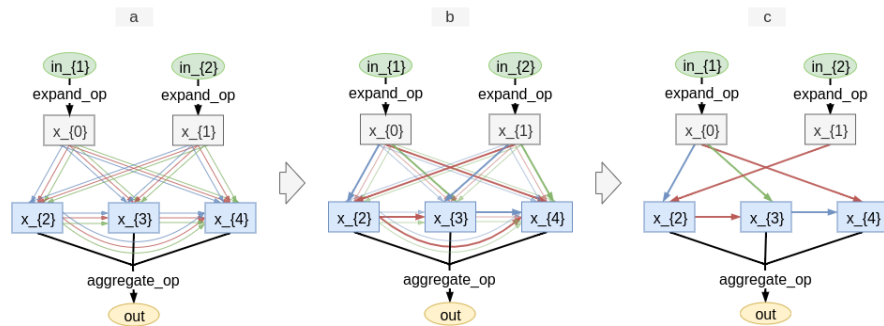 a b c
in_{1} in_{2} in_{1} in_{2} in_{1} in_{2}
expand_op expand_op expand_op expand_op expand_op expand_op
x_{0} x_{1} x_{0} x_{1} x_{0} x_{1}
x_{2} x_{3} x_{4} x_{2} x_{3} x_{4} x_{2} x_{3} x_{4}
aggregate_op aggregate_op aggregate_op
out out out